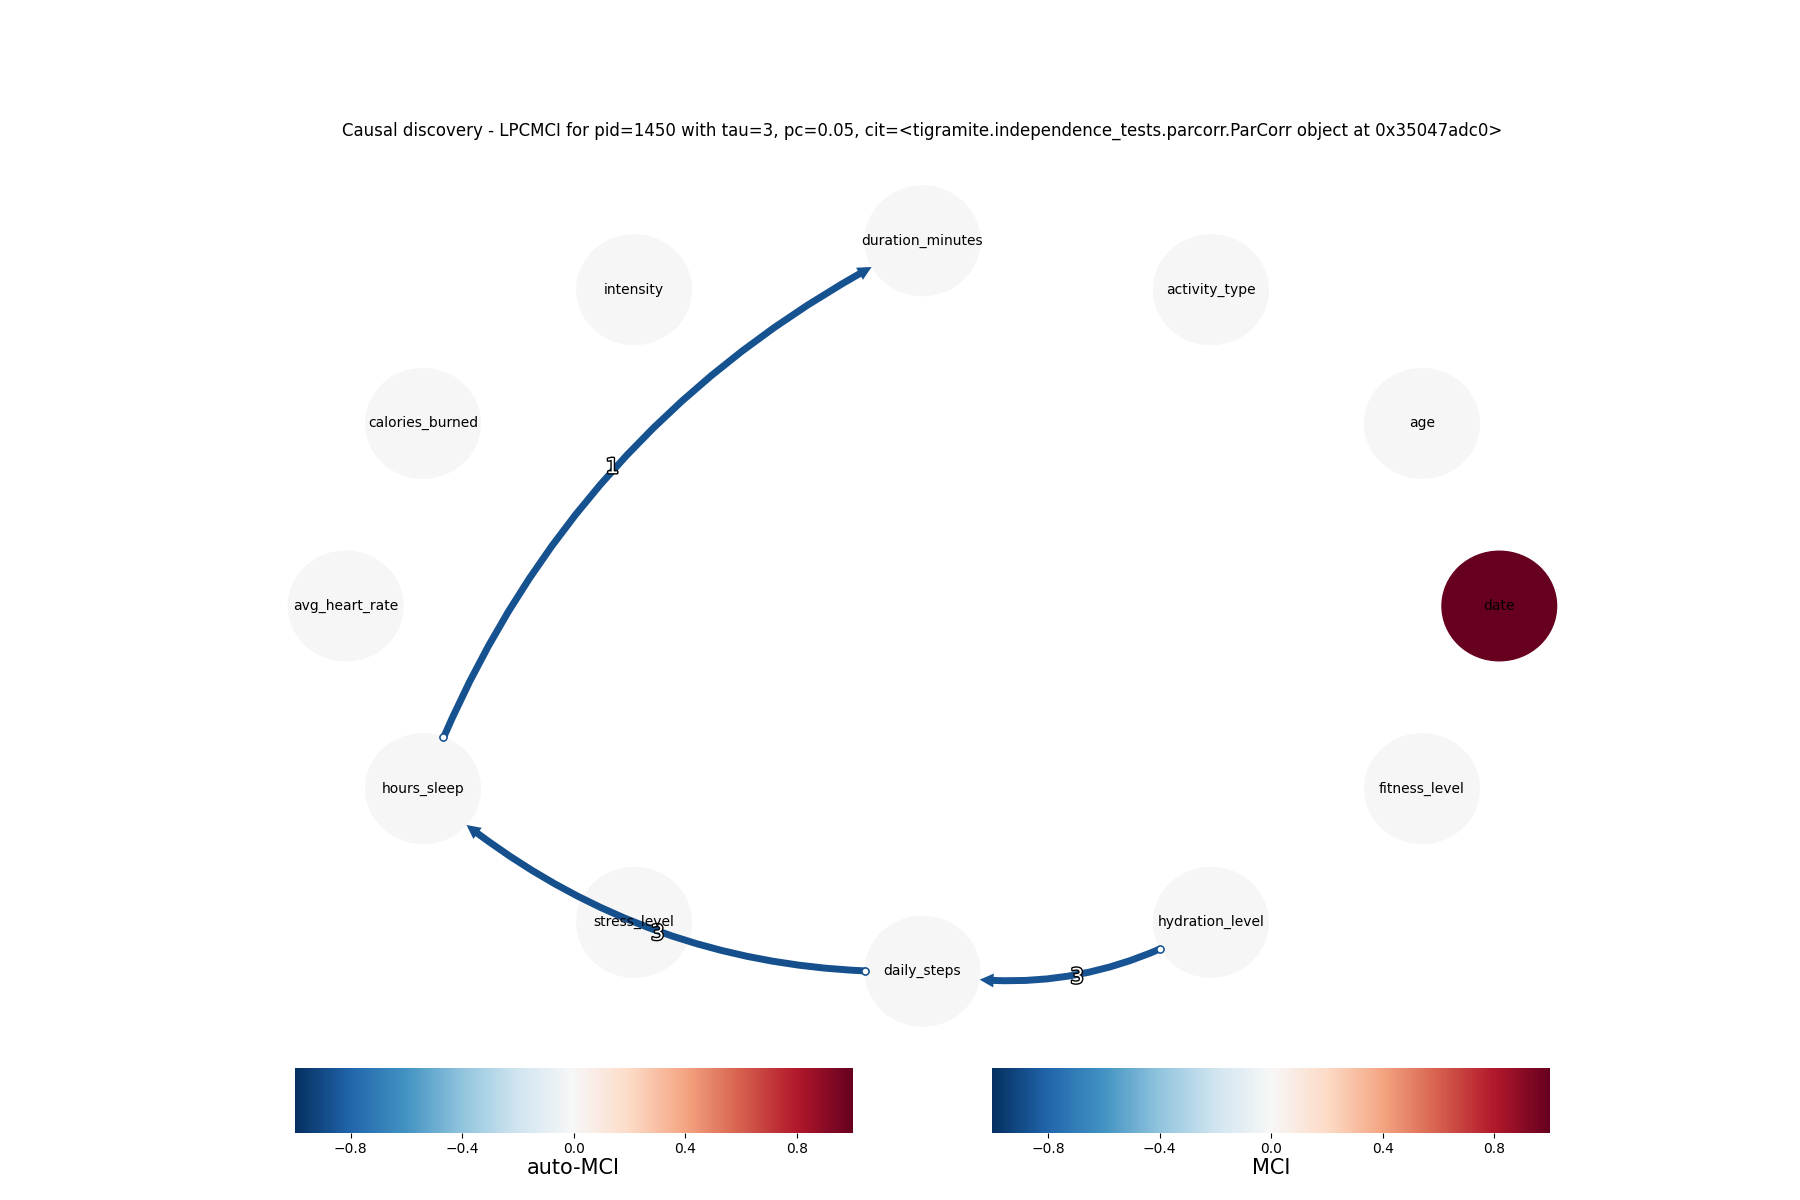 Causal discovery - LPCMCI for pid=1450 with tau=3, pc=0.05, cit=<tigramite.independence_tests.parcorr.ParCorr object at 0x35047adc0>
duration_minutes
intensity
activity_type
calories_burned
age
1
avg_heart_rate
date
hours_sleep
fitness_level
stress_level
hydration_level
3
daily_steps
3
−0.8 −0.4 0.0 0.4 0.8
auto-MCI
−0.8 −0.4 0.0 0.4 0.8
MCI